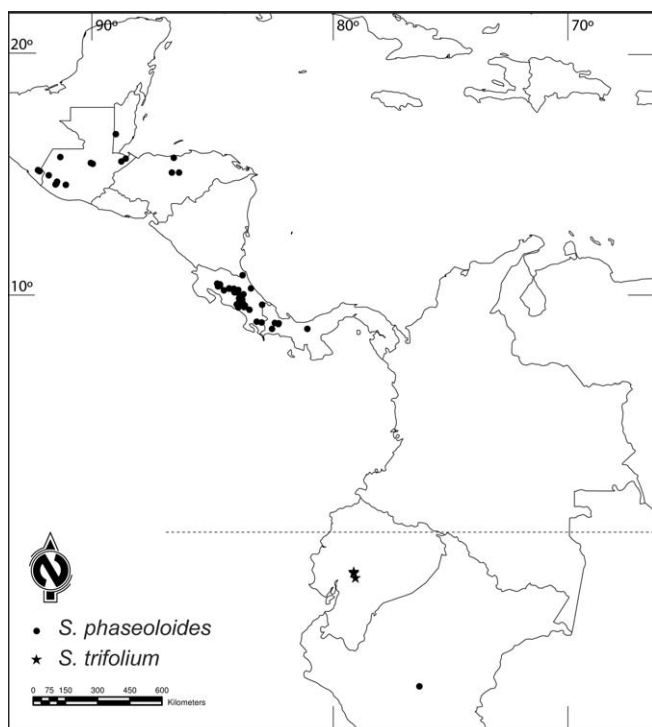 90º 80º 70º
20º
10º
N
S. phaseoloides
S. trifolium
0 75 150 300 450 600
Kilometers